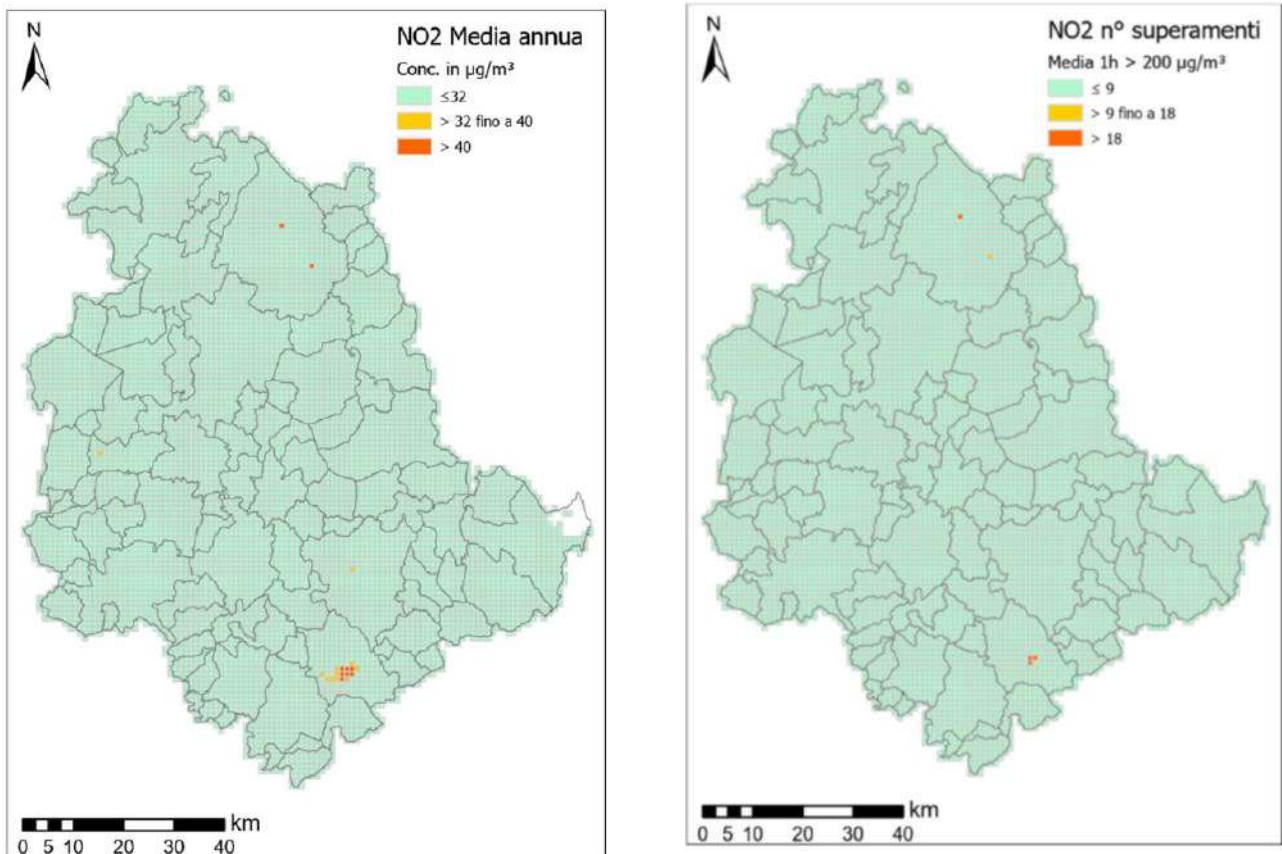 N
NO2 Media annua
Conc. in µg/m³
≤32
> 32 fino a 40
> 40
km
0 5 10 20 30 40
N
NO2 n° superamenti
Media 1h > 200 µg/m³
≤ 9
> 9 fino a 18
> 18
km
0 5 10 20 30 40